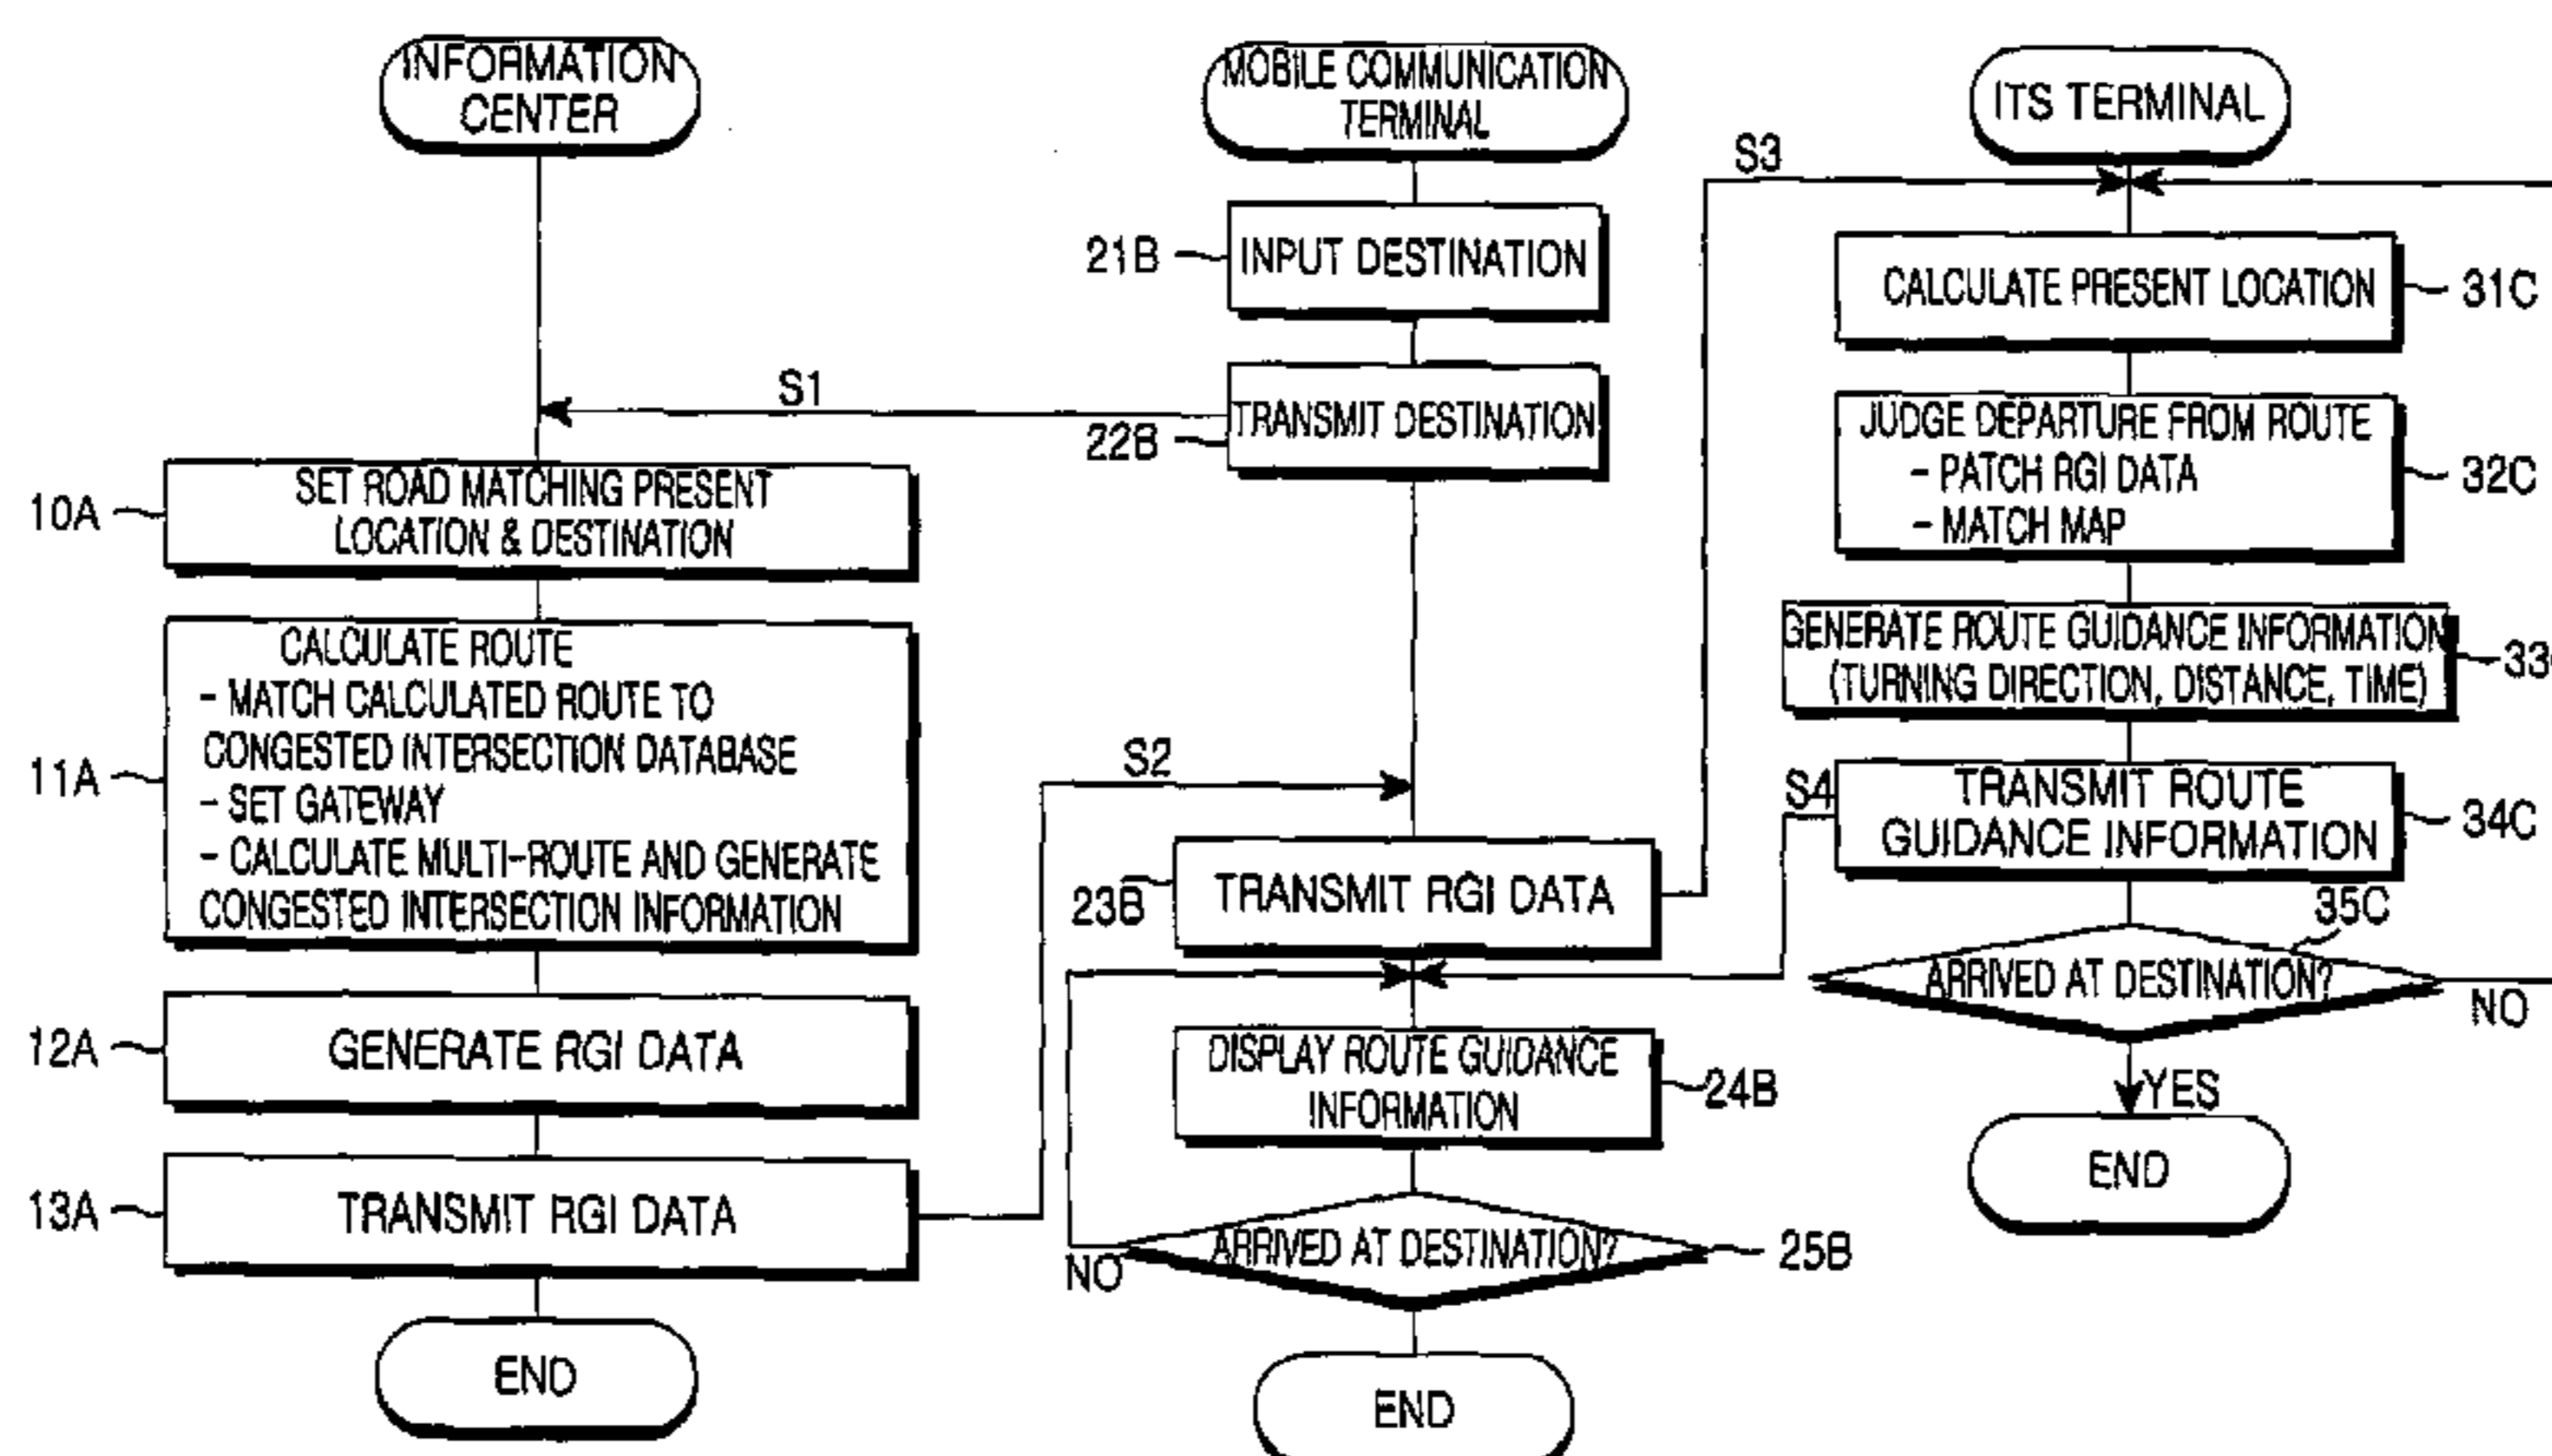 INFORMATION
CENTER
10A
SET ROAD MATCHING PRESENT
LOCATION & DESTINATION
11A
CALCULATE ROUTE
- MATCH CALCULATED ROUTE TO
CONGESTED INTERSECTION DATABASE
- SET GATEWAY
- CALCULATE MULTI-ROUTE AND GENERATE
CONGESTED INTERSECTION INFORMATION
12A
GENERATE RGI DATA
13A
TRANSMIT RGI DATA
END
MOBILE COMMUNICATION
TERMINAL
21B
INPUT DESTINATION
S1
22B
TRANSMIT DESTINATION
S2
23B
TRANSMIT RGI DATA
DISPLAY ROUTE GUIDANCE
INFORMATION
24B
ARRIVED AT DESTINATION?
25B
NO
END
ITS TERMINAL
S3
CALCULATE PRESENT LOCATION
31C
JUDGE DEPARTURE FROM ROUTE
- PATCH RGI DATA
- MATCH MAP
32C
GENERATE ROUTE GUIDANCE INFORMATION
(TURNING DIRECTION, DISTANCE, TIME)
33
S4
TRANSMIT ROUTE
GUIDANCE INFORMATION
34C
35C
ARRIVED AT DESTINATION?
NO
YES
END